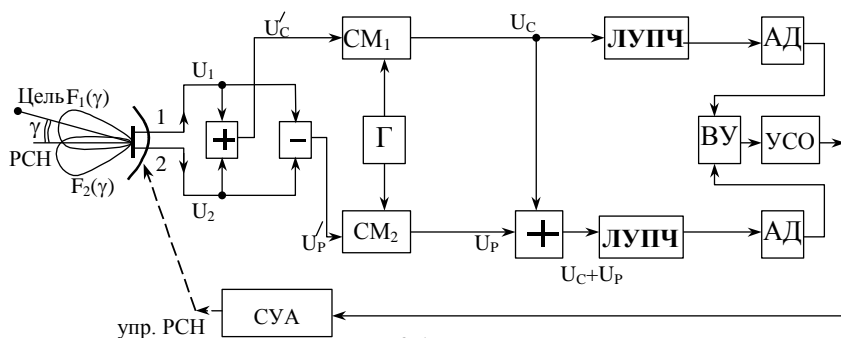 U′C
СМ₁
UC
ЛУПЧ
АД
Цель
F₁(γ)
U₁
1
γ
РСН
+
-
Г
ВУ
УСО
2
F₂(γ)
U₂
U′P
СМ₂
UP
+
ЛУПЧ
АД
UC+UP
упр. РСН
СУА